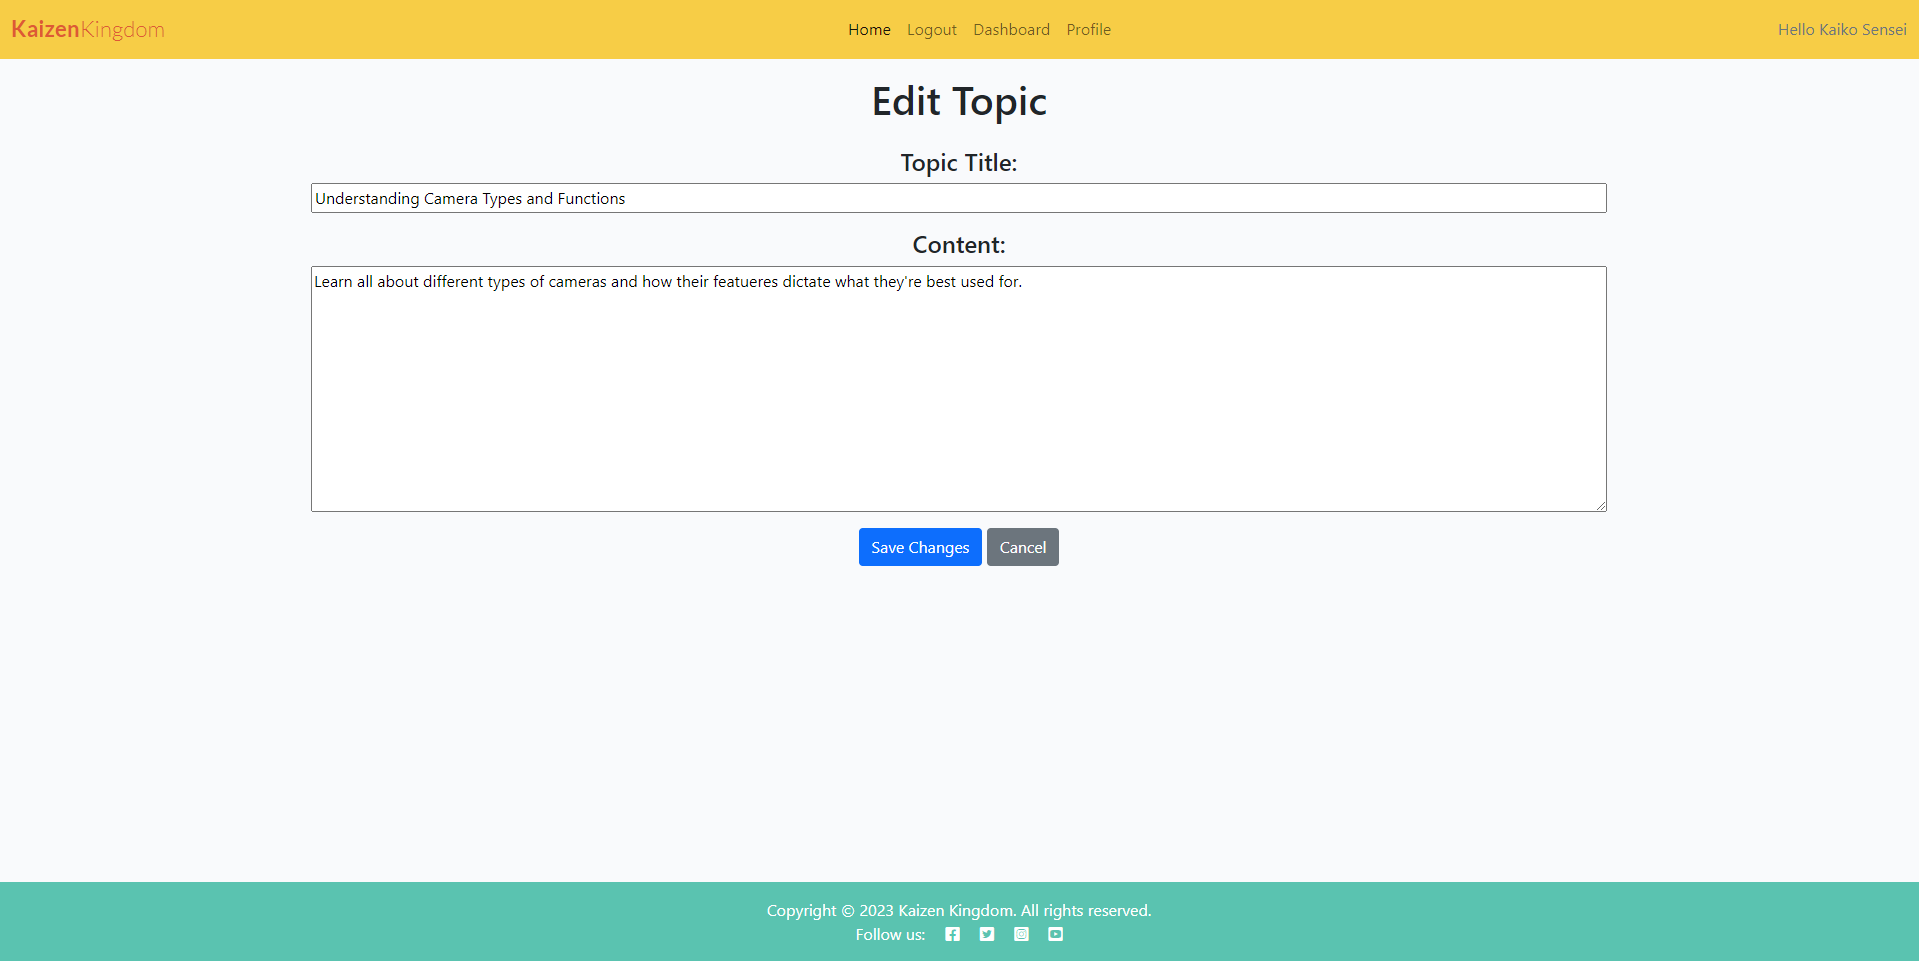 KaizenKingdom
Home Logout Dashboard Profile
Hello Kaiko Sensei
Edit Topic
Topic Title:
Understanding Camera Types and Functions
Content:
Learn all about different types of cameras and how their featueres dictate what they're best used for.
Save Changes Cancel
Copyright © 2023 Kaizen Kingdom. All rights reserved.
Follow us: